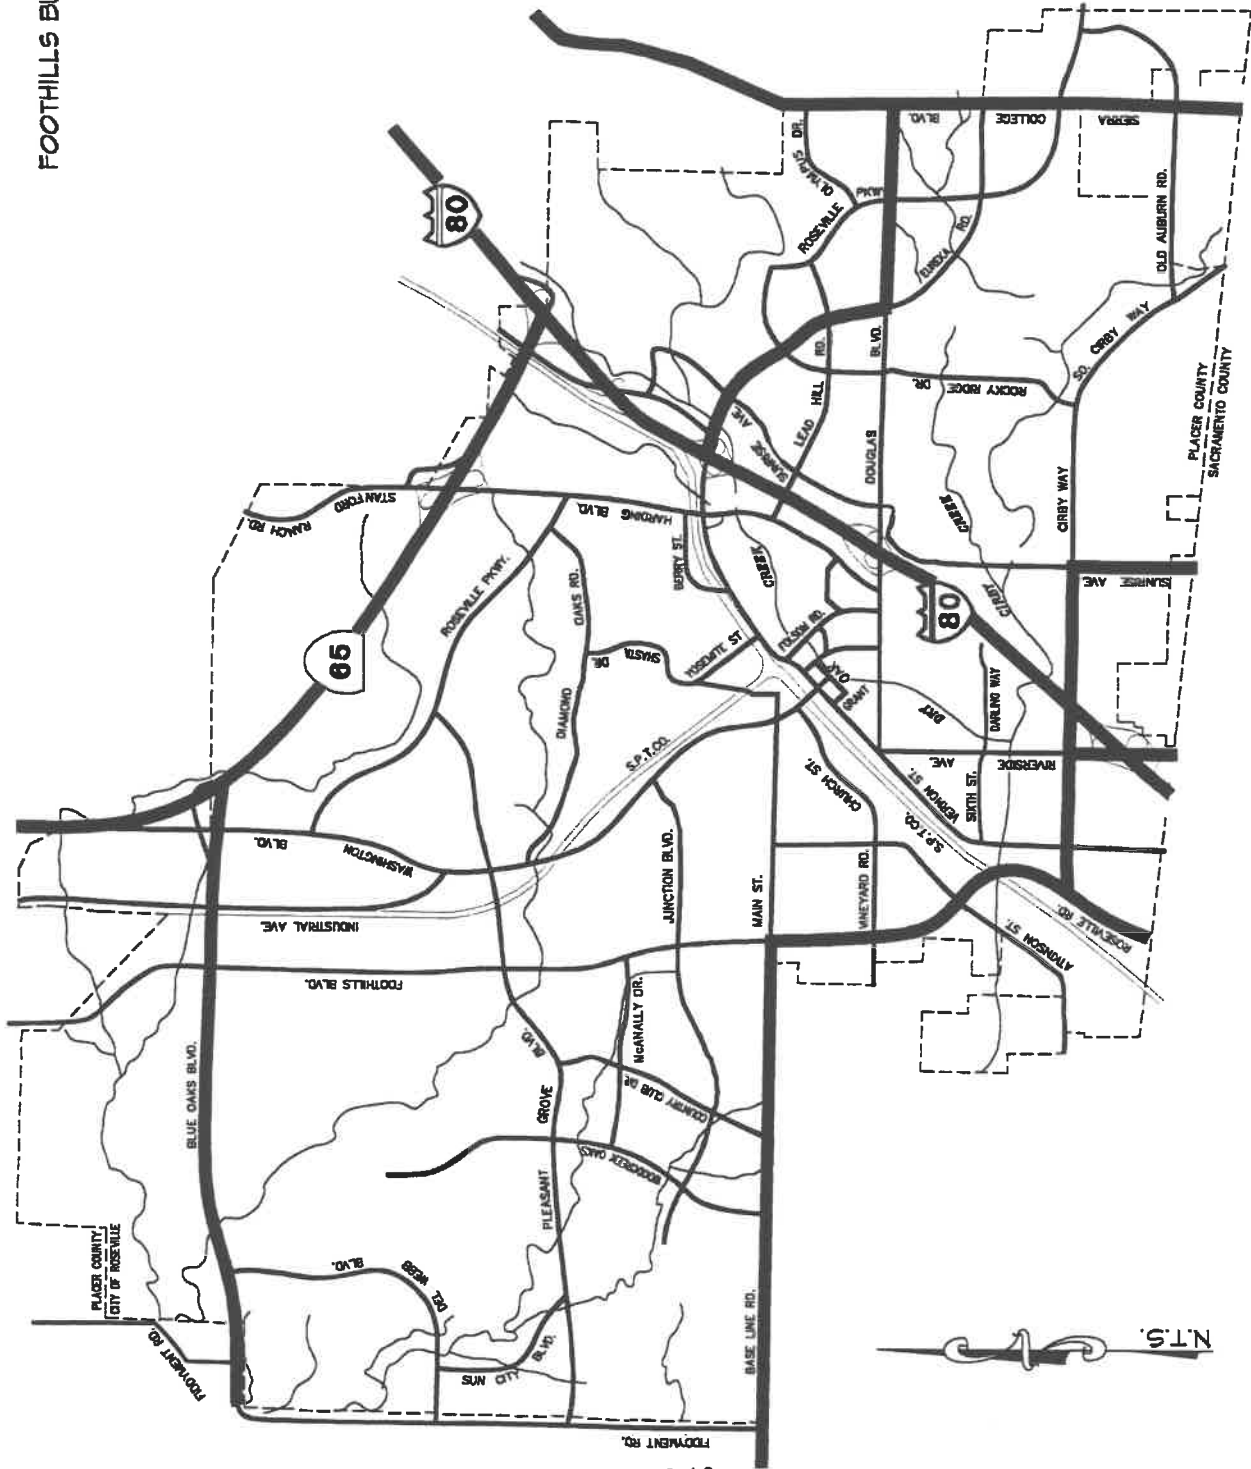 FOOTHILLS BU
80
65
80
SIERRA
COLLEGE
BLVD.
OLYMPUS DR.
ROSEVILLE
PKWY.
EUREKA RD.
OLD AUBURN RD.
SO. CIRBY WAY
PLACER COUNTY
SACRAMENTO COUNTY
ROCKY RIDGE DR.
LEAD HILL RD.
DOUGLAS BLVD.
SUNRISE AVE.
CIRBY WAY
CREEK
CIRBY
SUNRISE AVE.
STANFORD
RANCH RD.
HARDING BLVD.
BERRY ST.
CREEK
ROSEVILLE PKWY.
DIAMOND OAKS RD.
SHASTA DR.
YOSEMITE ST
FOLSOM RD.
OAK
GRANT
DRY
DARLING WAY
RIVERSIDE AVE.
SIXTH ST.
VERNON ST.
S.P.T.CO.
CHURCH ST.
S.P.T.CO.
WASHINGTON BLVD.
INDUSTRIAL AVE.
JUNCTION BLVD.
MAIN ST.
VINEYARD RD.
ATKINSON ST.
ROSEVILLE RD.
FOOTHILLS BLVD.
BLUE OAKS BLVD.
McANALLY DR.
COUNTRY CLUB DR.
WOODCREEK OAKS
PLEASANT GROVE BLVD.
PLACER COUNTY
CITY OF ROSEVILLE
DEL WEBB BLVD.
SUN CITY BLVD.
BASE LINE RD.
FIDDYMENT RD.
FIDDYMENT RD.
N.T.S.